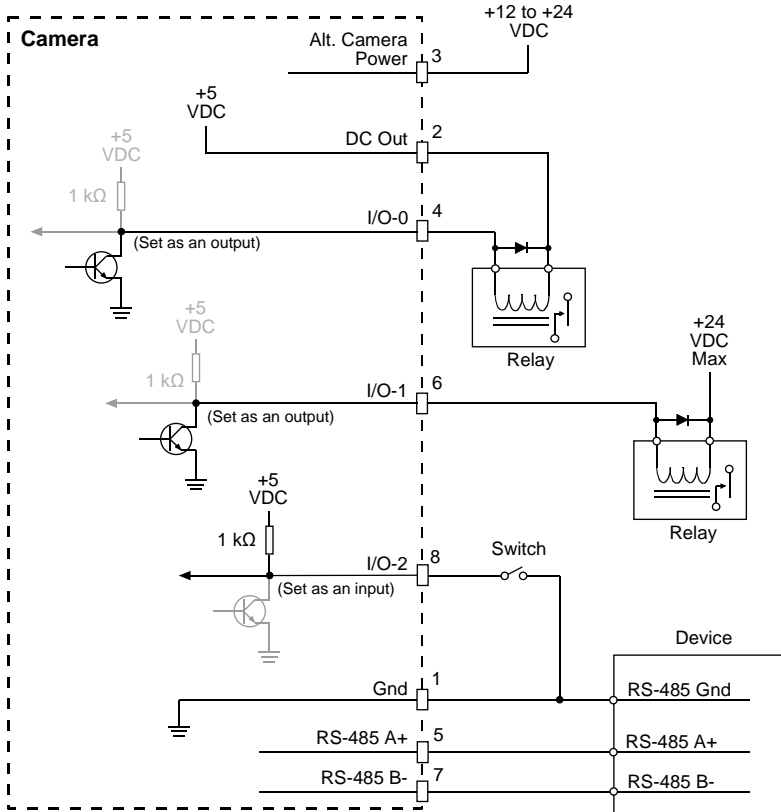 +12 to +24
VDC
Camera
Alt. Camera
Power
3
+5
VDC
DC Out
2
+5
VDC
1 kΩ
I/O-0
4
(Set as an output)
Relay
+5
VDC
1 kΩ
I/O-1
6
(Set as an output)
+24
VDC
Max
Relay
+5
VDC
1 kΩ
I/O-2
8
(Set as an input)
Switch
Device
Gnd
1
RS-485 Gnd
RS-485 A+
5
RS-485 A+
RS-485 B-
7
RS-485 B-